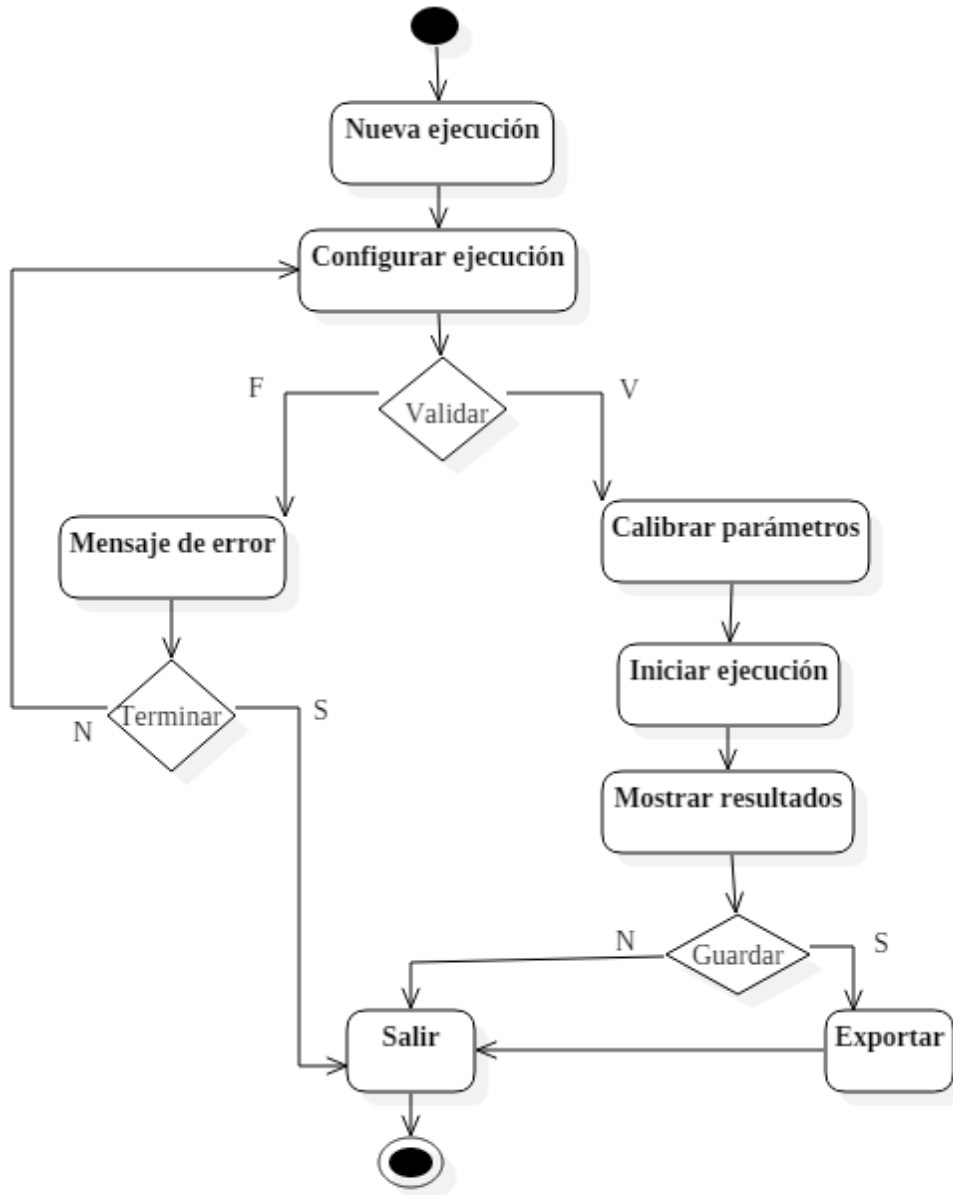 Nueva ejecución
Configurar ejecución
F
V
Validar
Mensaje de error
Calibrar parámetros
Terminar
N
S
Iniciar ejecución
Mostrar resultados
N
Guardar
S
Salir
Exportar